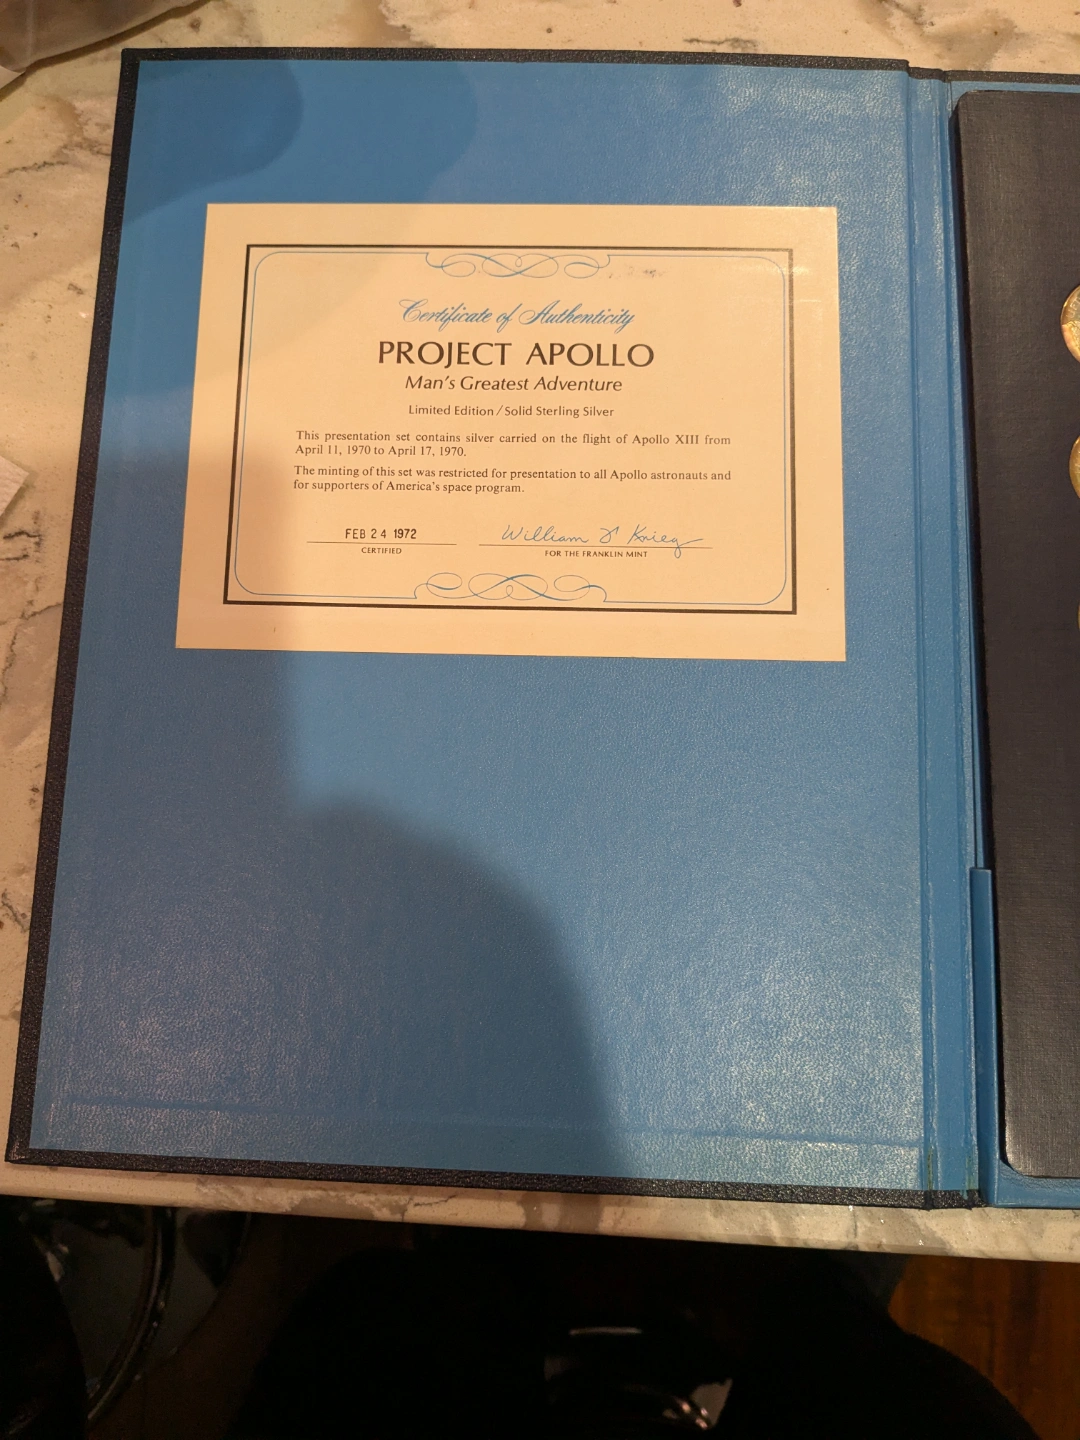 Certificate of Authenticity
PROJECT APOLLO
Man's Greatest Adventure
Limited Edition/Solid Sterling Silver
This presentation set contains silver carried on the flight of Apollo XIII from
April 11, 1970 to April 17, 1970.
The minting of this set was restricted for presentation to all Apollo astronauts and
for supporters of America's space program.
FEB 24 1972
CERTIFIED
William F Krieg
FOR THE FRANKLIN MINT